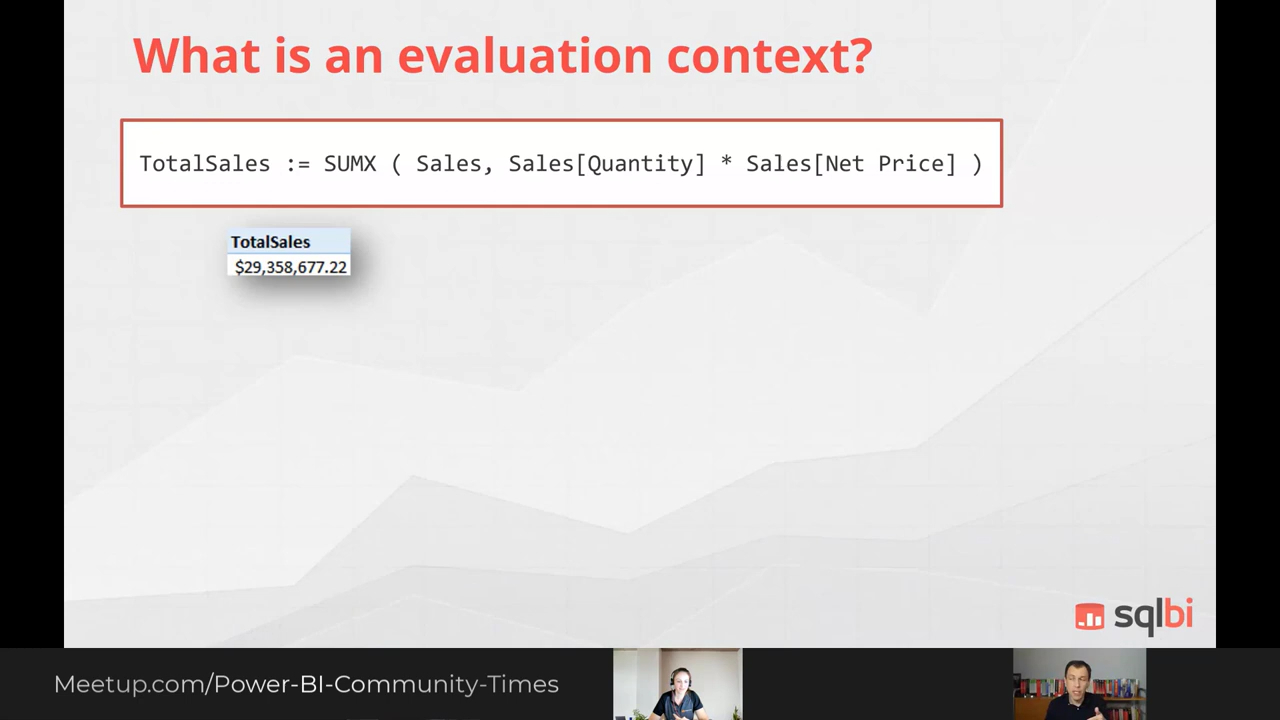 What is an evaluation context?
TotalSales := SUMX ( Sales, Sales[Quantity] * Sales[Net Price] )
TotalSales
$29,358,677.22
sqlbi
Meetup.com/Power-BI-Community-Times